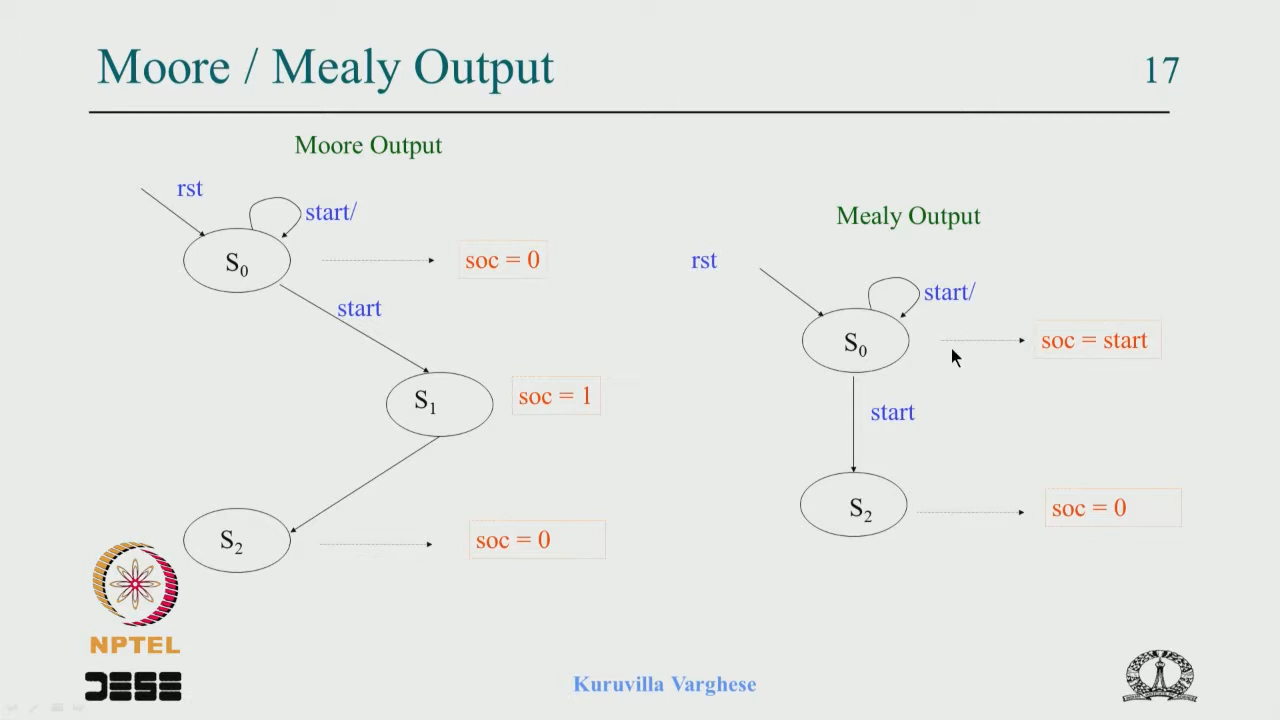 Moore / Mealy Output
17
Moore Output
rst
start/
S0
soc = 0
start
S1
soc = 1
S2
soc = 0
Mealy Output
rst
start/
S0
soc = start
start
S2
soc = 0
NPTEL
DESE
Kuruvilla Varghese